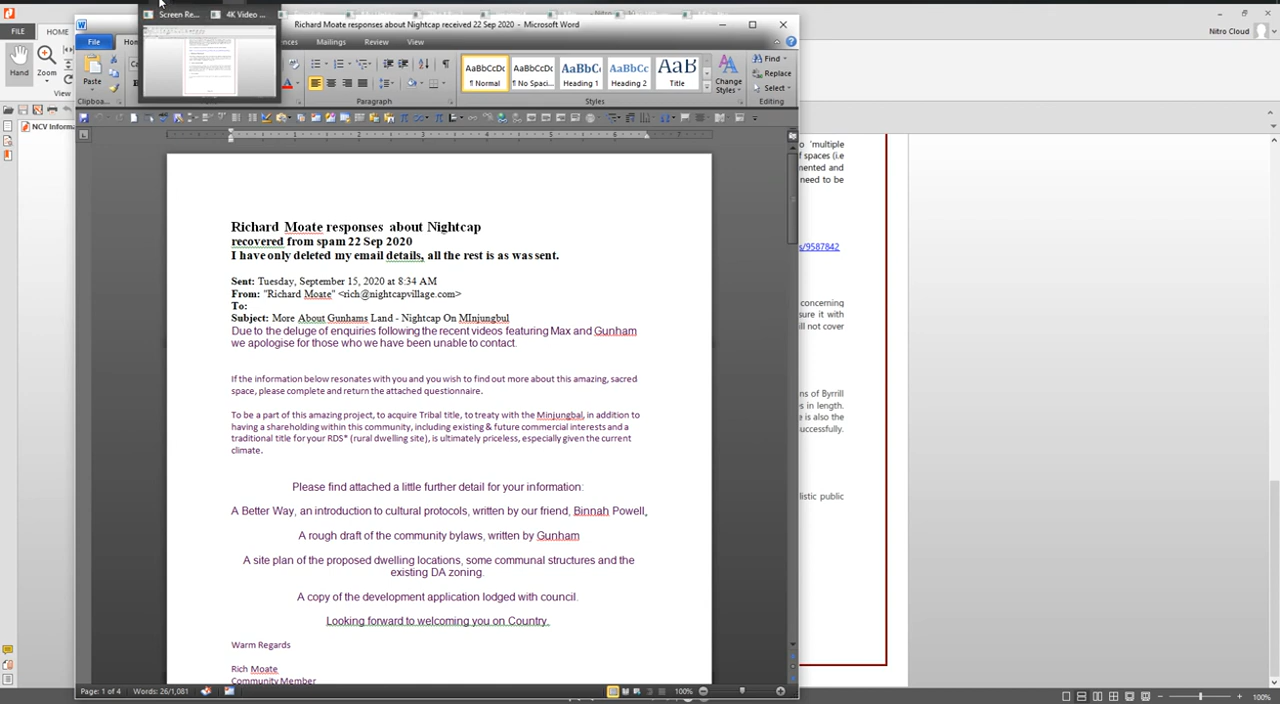 Screen Re...
4K Video ...
Richard Moate responses about Nightcap received 22 Sep 2020 - Microsoft Word
Nitro Cloud
FILE
HOME
File
Mailings
Review
View
Hand
Zoom
View
Paste
Clipboa...
Paragraph
AaBbCcDc
¶ Normal
AaBbCcDc
¶ No Spaci...
AaBbCc
Heading 1
AaBbCc
Heading 2
AaB
Title
Change
Styles
Styles
Find
Replace
Select
Editing
NCV Informa
o 'multiple
f spaces (i.e
mented and
need to be
s/9587842
concerning
sure it with
ill not cover
ns of Byrrill
es in length.
e is also the
uccessfully.
listic public
Richard Moate responses about Nightcap
recovered from spam 22 Sep 2020
I have only deleted my email details, all the rest is as was sent.
Sent: Tuesday, September 15, 2020 at 8:34 AM
From: "Richard Moate" <rich@nightcapvillage.com>
To:
Subject: More About Gunhams Land - Nightcap On MInjungbul
Due to the deluge of enquiries following the recent videos featuring Max and Gunham
we apologise for those who we have been unable to contact.
If the information below resonates with you and you wish to find out more about this amazing, sacred
space, please complete and return the attached questionnaire.
To be a part of this amazing project, to acquire Tribal title, to treaty with the Minjungbal, in addition to
having a shareholding within this community, including existing & future commercial interests and a
traditional title for your RDS* (rural dwelling site), is ultimately priceless, especially given the current
climate.
Please find attached a little further detail for your information:
A Better Way, an introduction to cultural protocols, written by our friend, Binnah Powell,
A rough draft of the community bylaws, written by Gunham
A site plan of the proposed dwelling locations, some communal structures and the
existing DA zoning.
A copy of the development application lodged with council.
Looking forward to welcoming you on Country.
Warm Regards
Rich Moate
Community Member
Page: 1 of 4
Words: 26/1,081
100%
100%